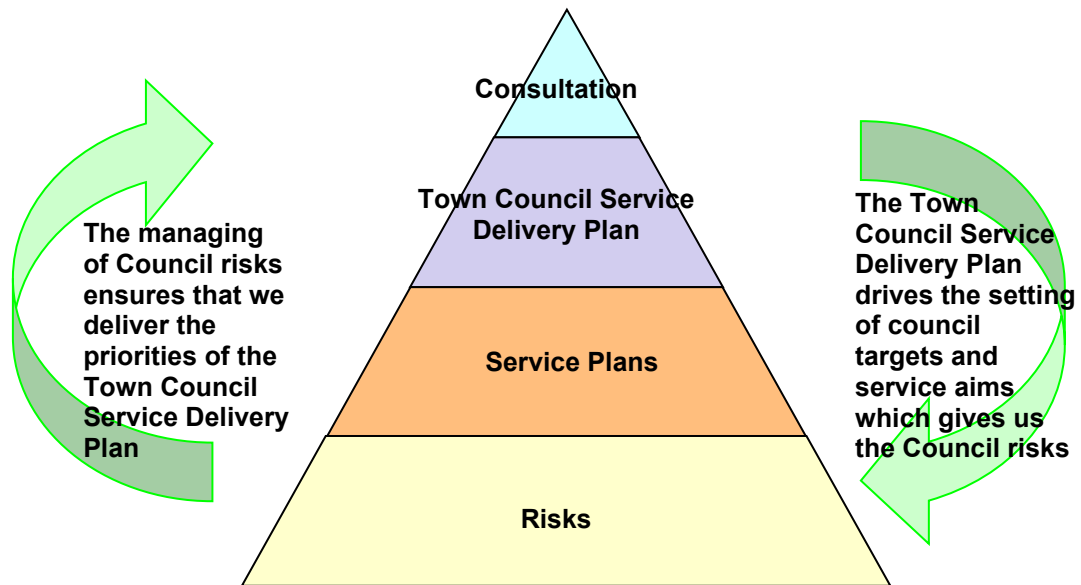 Consultation
Town Council Service
Delivery Plan
Service Plans
Risks
The managing
of Council risks
ensures that we
deliver the
priorities of the
Town Council
Service Delivery
Plan
The Town
Council Service
Delivery Plan
drives the setting
of council
targets and
service aims
which gives us
the Council risks